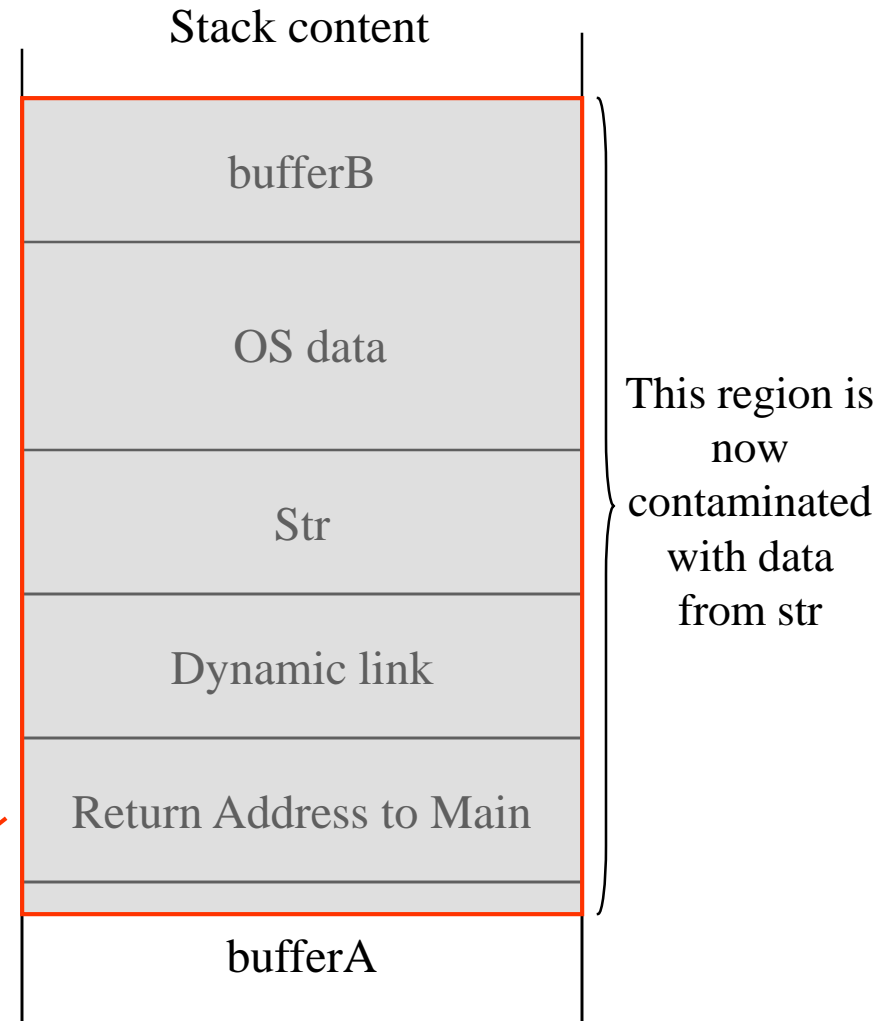 Stack content
bufferB
OS data
Str
Dynamic link
Return Address to Main
bufferA
This region is
now
contaminated
with data
from str